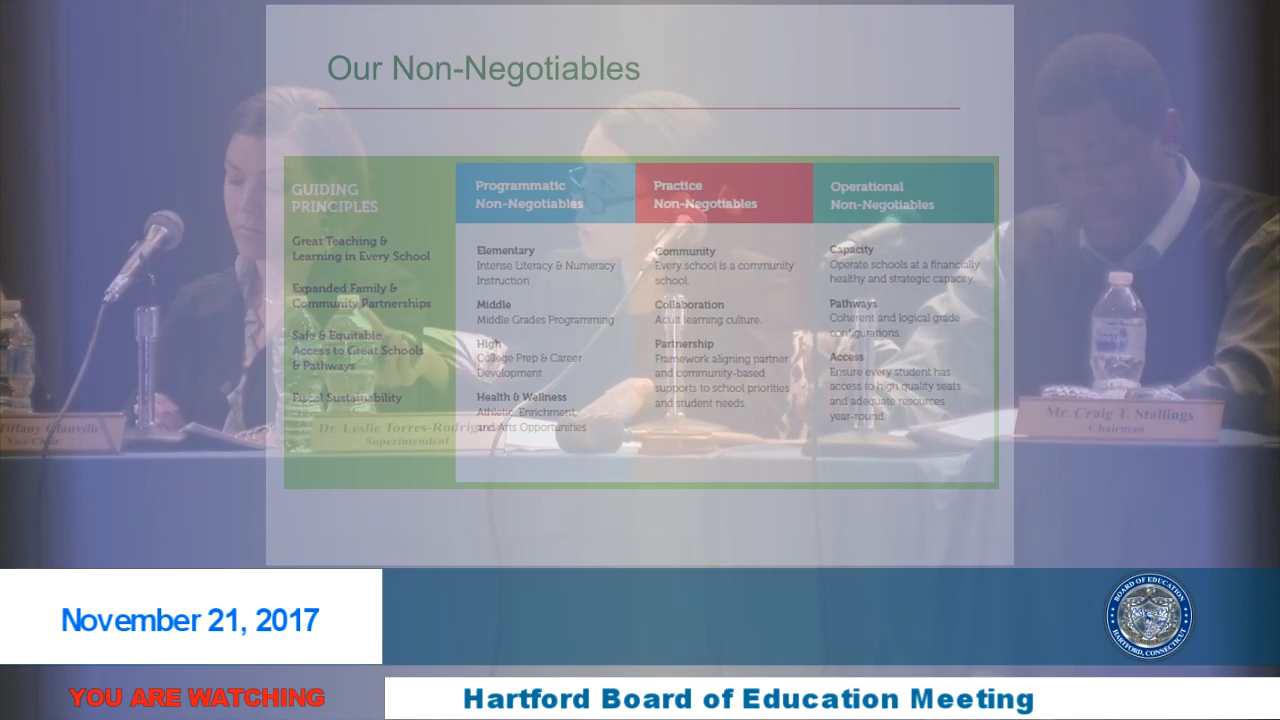 Our Non-Negotiables
GUIDING
PRINCIPLES
Great Teaching &
Learning in Every School
Expanded Family &
Community Partnerships
Safe & Equitable
Access to Great Schools
& Pathways
Fiscal Sustainability
Programmatic
Non-Negotiables
Elementary
Intense Literacy & Numeracy
Instruction
Middle
Middle Grades Programming
High
College Prep & Career
Development
Health & Wellness
Athletic, Enrichment,
and Arts Opportunities
Practice
Non-Negotiables
Community
Every school is a community
school.
Collaboration
Adult learning culture.
Partnership
Framework aligning partner
and community-based
supports to school priorities
and student needs.
Operational
Non-Negotiables
Capacity
Operate schools at a financially
healthy and strategic capacity.
Pathways
Coherent and logical grade
configurations.
Access
Ensure every student has
access to high quality seats
and adequate resources
year-round.
Tiffany Glanville
Vice-Chair
Dr. Leslie Torres-Rodriguez
Superintendent
Mr. Craig T. Stallings
Chairman
November 21, 2017
BOARD OF EDUCATION
HARTFORD, CONNECTICUT
YOU ARE WATCHING
Hartford Board of Education Meeting